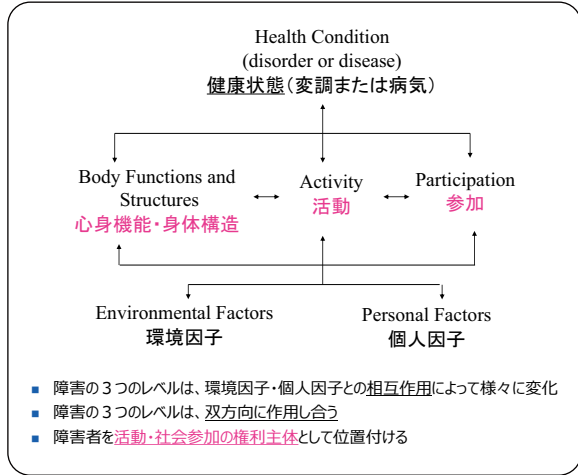 Health Condition
(disorder or disease)
健康状態(変調または病気)
Body Functions and
Structures
心身機能・身体構造
Activity
活動
Participation
参加
Environmental Factors
環境因子
Personal Factors
個人因子
■ 障害の３つのレベルは、環境因子・個人因子との相互作用によって様々に変化
■ 障害の３つのレベルは、双方向に作用し合う
■ 障害者を活動・社会参加の権利主体として位置付ける